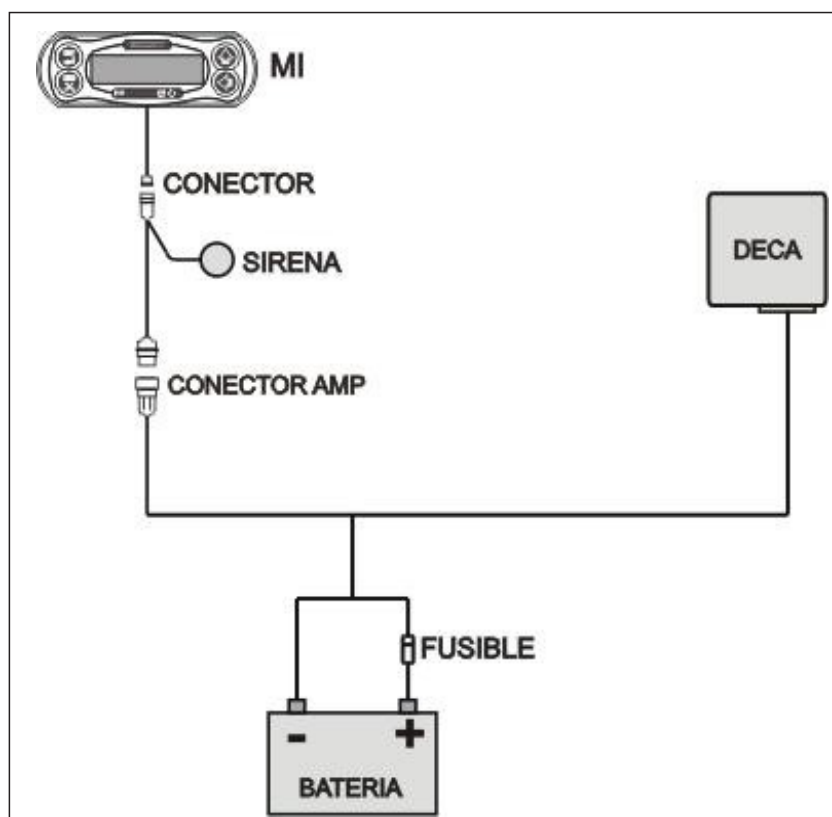 MI
CONECTOR
SIRENA
DECA
CONECTOR AMP
FUSIBLE
- +
BATERIA